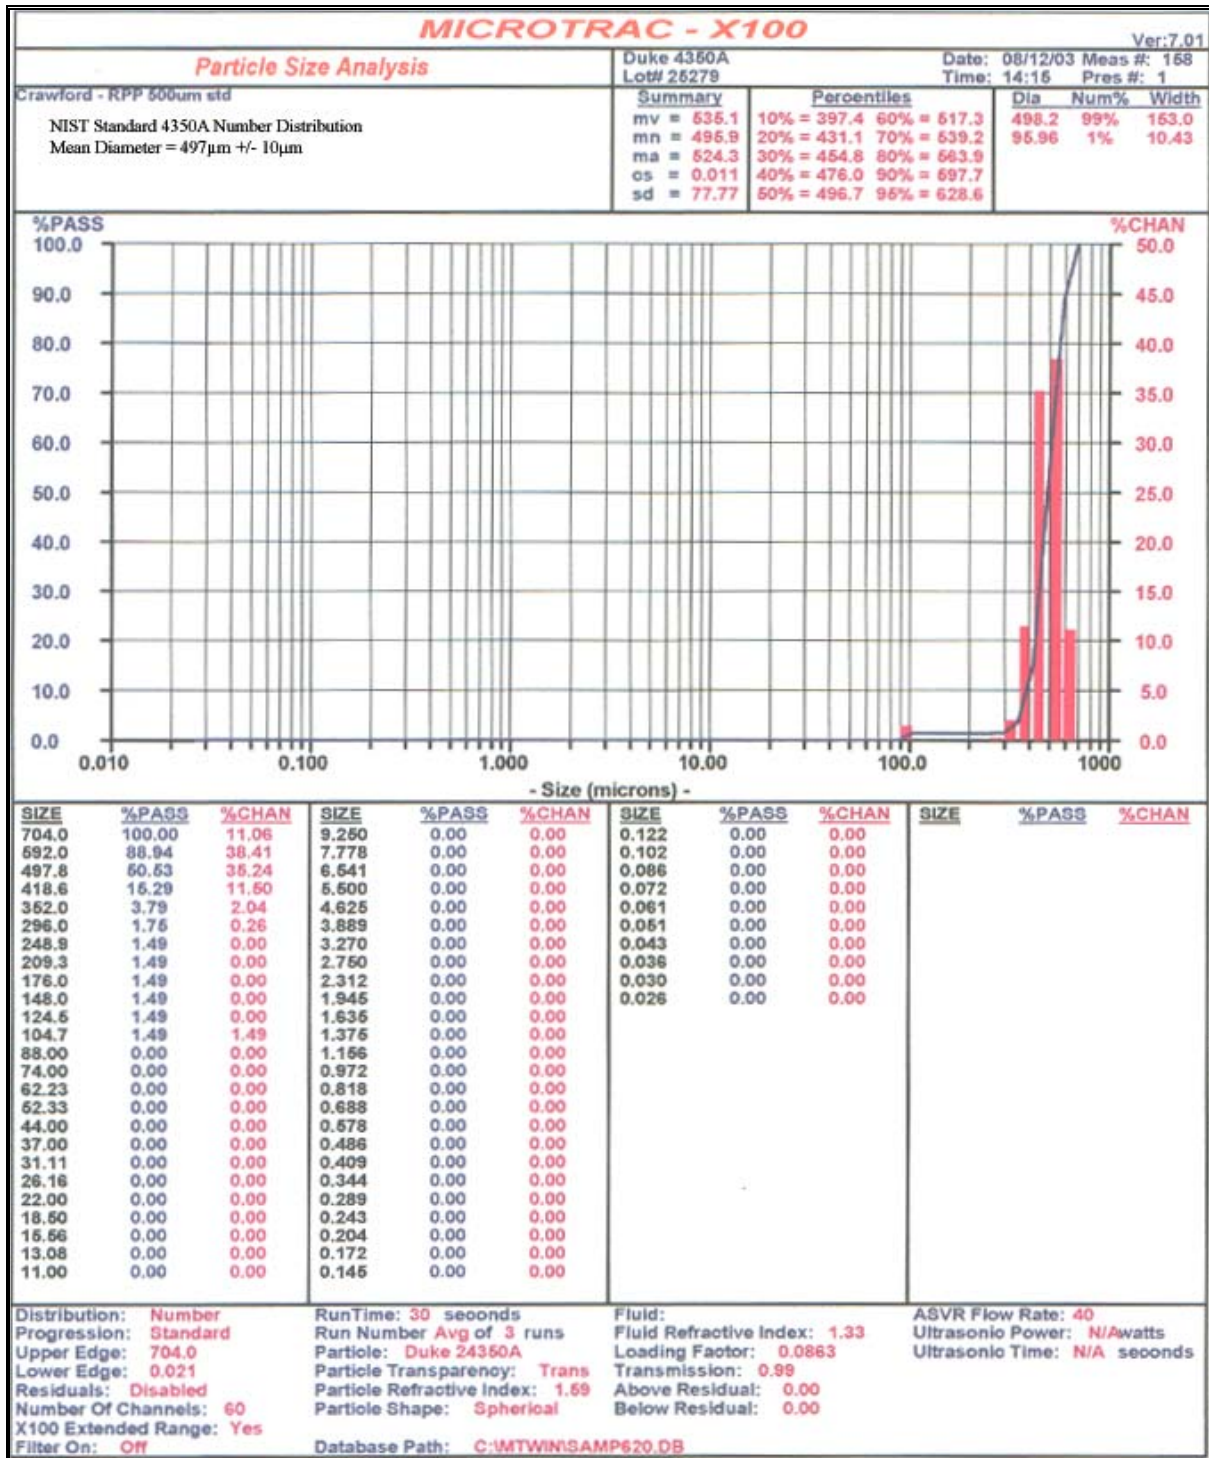 MICROTRAC - X100
Ver:7.01
Particle Size Analysis
Duke 4350A
Lot# 25279
Date: 08/12/03 Meas #: 158
Time: 14:15 Pres #: 1
Crawford - RPP 500um std
NIST Standard 4350A Number Distribution
Mean Diameter = 497µm +/- 10µm
Summary
mv = 535.1
mn = 495.9
ma = 524.3
cs = 0.011
sd = 77.77
Percentiles
10% = 397.4 60% = 517.3
20% = 431.1 70% = 539.2
30% = 454.8 80% = 563.9
40% = 476.0 90% = 597.7
50% = 496.7 95% = 628.6
Dia Num% Width
498.2 99% 153.0
95.96 1% 10.43
%PASS
100.0
90.0
80.0
70.0
60.0
50.0
40.0
30.0
20.0
10.0
0.0
%CHAN
50.0
45.0
40.0
35.0
30.0
25.0
20.0
15.0
10.0
5.0
0.0
0.010 0.100 1.000 10.00 100.0 1000
- Size (microns) -
SIZE %PASS %CHAN
704.0 100.00 11.06
592.0 88.94 38.41
497.8 50.53 35.24
418.6 15.29 11.50
352.0 3.79 2.04
296.0 1.75 0.26
248.9 1.49 0.00
209.3 1.49 0.00
176.0 1.49 0.00
148.0 1.49 0.00
124.5 1.49 0.00
104.7 1.49 1.49
88.00 0.00 0.00
74.00 0.00 0.00
62.23 0.00 0.00
52.33 0.00 0.00
44.00 0.00 0.00
37.00 0.00 0.00
31.11 0.00 0.00
26.16 0.00 0.00
22.00 0.00 0.00
18.50 0.00 0.00
15.56 0.00 0.00
13.08 0.00 0.00
11.00 0.00 0.00
SIZE %PASS %CHAN
9.250 0.00 0.00
7.778 0.00 0.00
6.541 0.00 0.00
5.500 0.00 0.00
4.625 0.00 0.00
3.889 0.00 0.00
3.270 0.00 0.00
2.750 0.00 0.00
2.312 0.00 0.00
1.945 0.00 0.00
1.635 0.00 0.00
1.375 0.00 0.00
1.156 0.00 0.00
0.972 0.00 0.00
0.818 0.00 0.00
0.688 0.00 0.00
0.578 0.00 0.00
0.486 0.00 0.00
0.409 0.00 0.00
0.344 0.00 0.00
0.289 0.00 0.00
0.243 0.00 0.00
0.204 0.00 0.00
0.172 0.00 0.00
0.145 0.00 0.00
SIZE %PASS %CHAN
0.122 0.00 0.00
0.102 0.00 0.00
0.086 0.00 0.00
0.072 0.00 0.00
0.061 0.00 0.00
0.051 0.00 0.00
0.043 0.00 0.00
0.036 0.00 0.00
0.030 0.00 0.00
0.026 0.00 0.00
SIZE %PASS %CHAN
Distribution: Number
Progression: Standard
Upper Edge: 704.0
Lower Edge: 0.021
Residuals: Disabled
Number Of Channels: 60
X100 Extended Range: Yes
Filter On: Off
RunTime: 30 seconds
Run Number Avg of 3 runs
Particle: Duke 24350A
Particle Transparency: Trans
Particle Refractive Index: 1.59
Particle Shape: Spherical
Database Path: C:\MTWIN\SAMP620.DB
Fluid:
Fluid Refractive Index: 1.33
Loading Factor: 0.0863
Transmission: 0.99
Above Residual: 0.00
Below Residual: 0.00
ASVR Flow Rate: 40
Ultrasonic Power: N/Awatts
Ultrasonic Time: N/A seconds